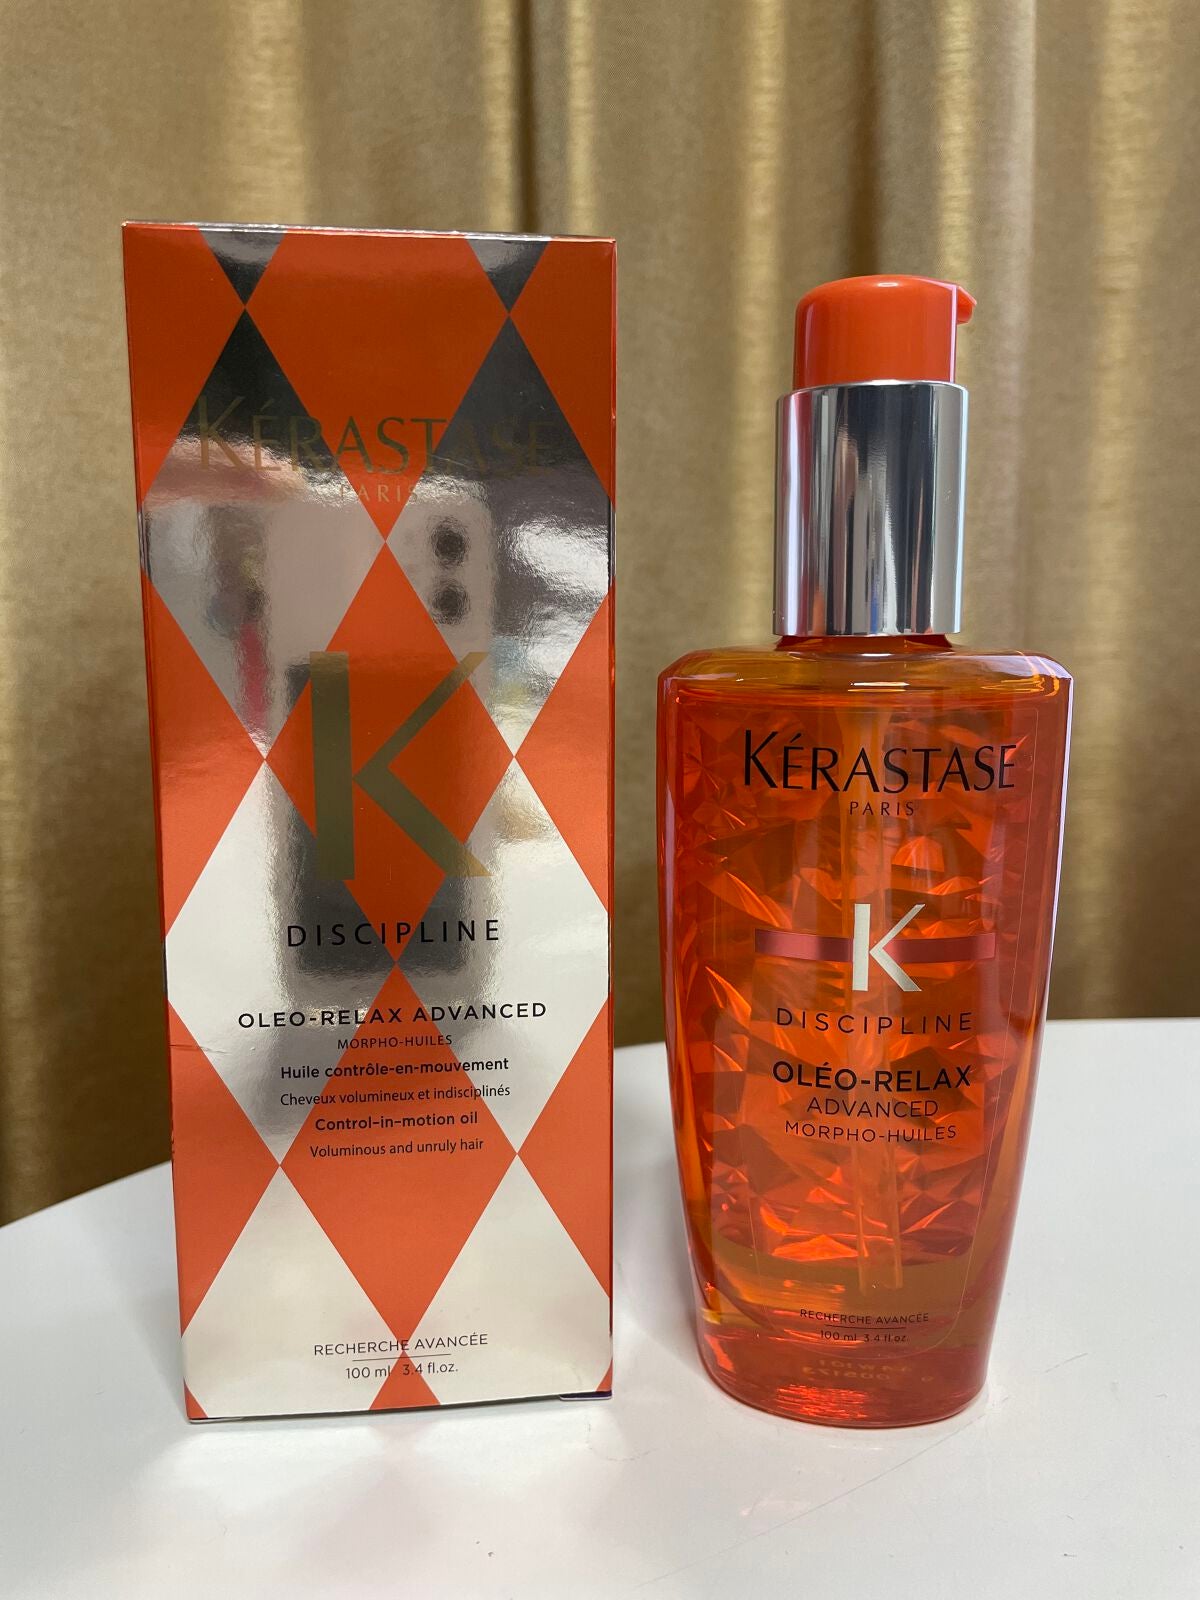 KÉRASTASE
PARIS
K
DISCIPLINE
OLEO-RELAX ADVANCED
MORPHO-HUILES
Huile contrôle-en-mouvement
Cheveux volumineux et indisciplinés
Control-in-motion oil
Voluminous and unruly hair
RECHERCHE AVANCÉE
100 ml 3.4 fl.oz.
KÉRASTASE
PARIS
K
DISCIPLINE
OLÉO-RELAX
ADVANCED
MORPHO-HUILES
RECHERCHE AVANCÉE
100 ml 3.4 fl.oz.